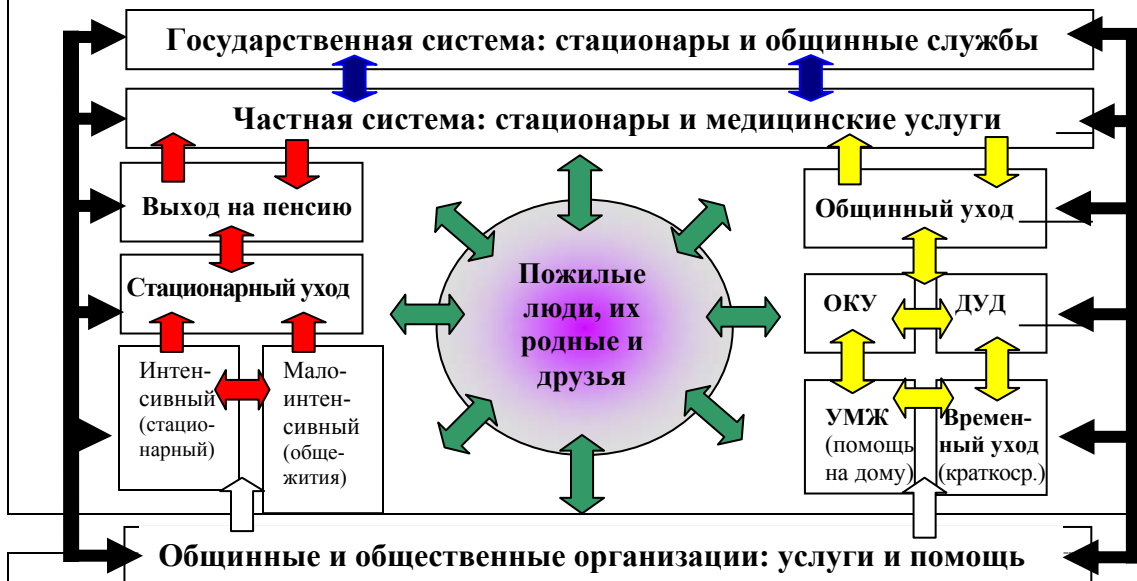 Государственная система: стационары и общинные службы
Частная система: стационары и медицинские услуги
Выход на пенсию
Общинный уход
Стационарный уход
Пожилые
люди, их
родные и
друзья
ОКУ
ДУД
Интен-
сивный
(стацио-
нарный)
Мало-
интен-
сивный
(обще-
жития)
УМЖ
(помощь
на дому)
Времен-
ный уход
(краткоср.)
Общинные и общественные организации: услуги и помощь